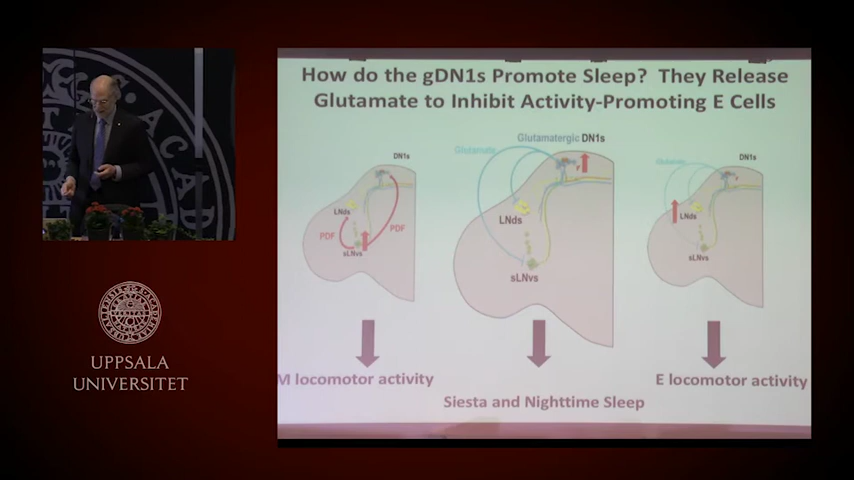 How do the gDN1s Promote Sleep? They Release
Glutamate to Inhibit Activity-Promoting E Cells
DN1s
LNds
PDF
PDF
sLNvs
M locomotor activity
Glutamatergic DN1s
Glutamate
LNds
sLNvs
Siesta and Nighttime Sleep
DN1s
Glutamate
LNds
sLNvs
E locomotor activity
UPPSALA
UNIVERSITET